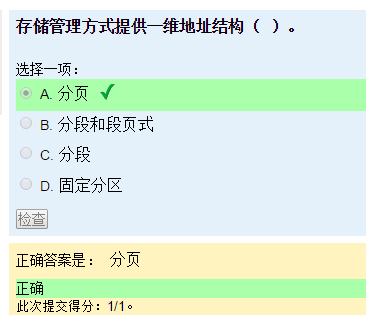 存储管理方式提供一维地址结构（ ）。
选择一项：
A. 分页
B. 分段和段页式
C. 分段
D. 固定分区
检查
正确答案是： 分页
正确
此次提交得分：1/1。